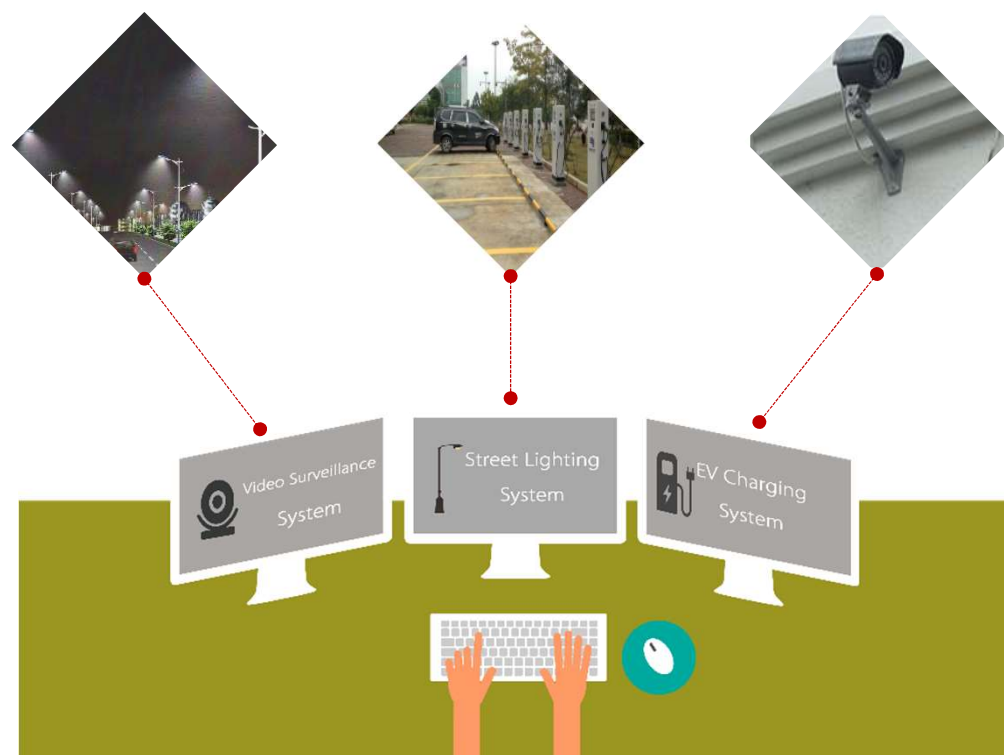 Video Surveillance
System
Street Lighting
System
EV Charging
System